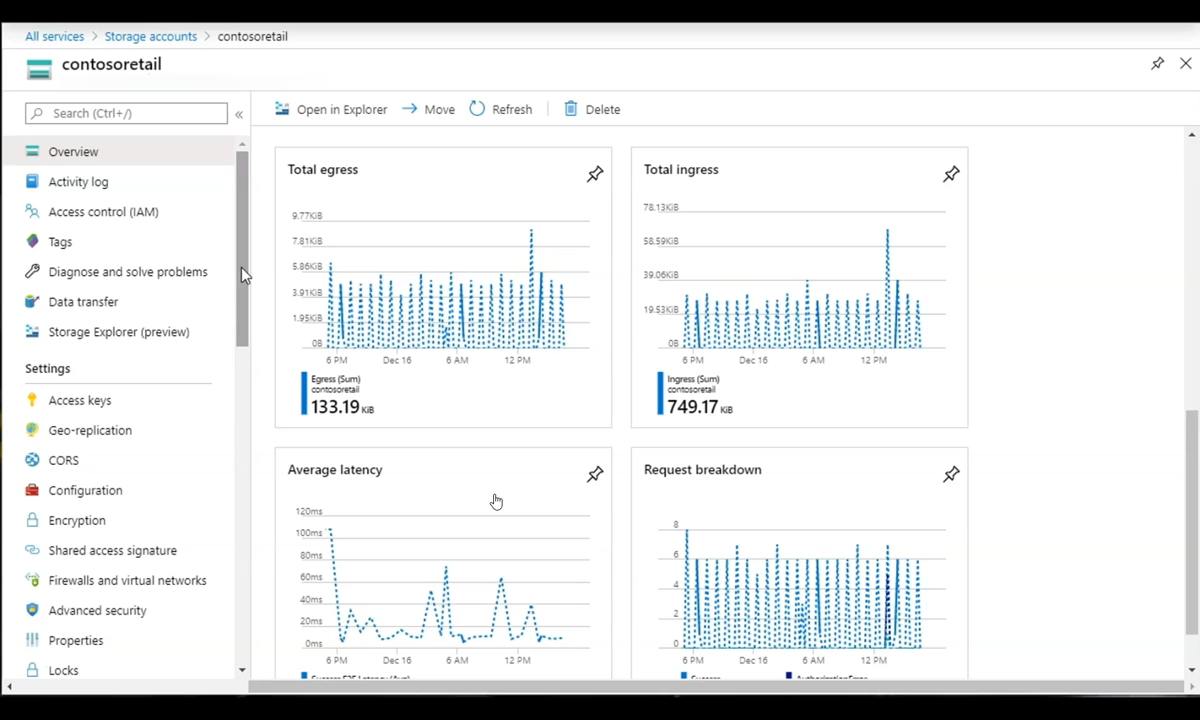 All services > Storage accounts > contosoretail
contosoretail
Search (Ctrl+/)
«
Open in Explorer
Move
Refresh
Delete
Overview
Activity log
Access control (IAM)
Tags
Diagnose and solve problems
Data transfer
Storage Explorer (preview)
Settings
Access keys
Geo-replication
CORS
Configuration
Encryption
Shared access signature
Firewalls and virtual networks
Advanced security
Properties
Locks
Total egress
9.77KiB
7.81KiB
5.86KiB
3.91KiB
1.95KiB
0B
6 PM Dec 16 6 AM 12 PM
Egress (Sum)
contosoretail
133.19 KiB
Total ingress
78.13KiB
58.59KiB
39.06KiB
19.53KiB
0B
6 PM Dec 16 6 AM 12 PM
Ingress (Sum)
contosoretail
749.17 KiB
Average latency
120ms
100ms
80ms
60ms
40ms
20ms
0ms
6 PM Dec 16 6 AM 12 PM
Success E2E Latency (Avg)
Request breakdown
8
6
4
2
0
6 PM Dec 16 6 AM 12 PM
Success
AuthorizationError